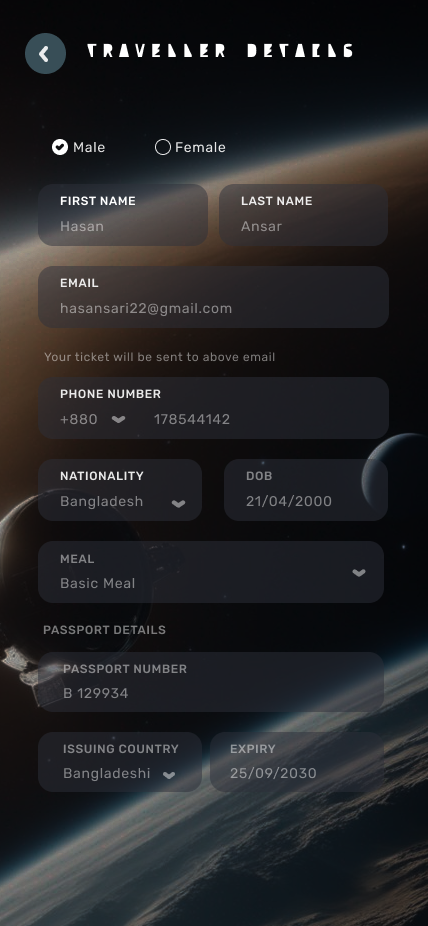 TRAVELLER DETAILS
Male Female
FIRST NAME LAST NAME
Hasan Ansar
EMAIL
hasansari22@gmail.com
Your ticket will be sent to above email
PHONE NUMBER
+880 178544142
NATIONALITY DOB
Bangladesh 21/04/2000
MEAL
Basic Meal
PASSPORT DETAILS
PASSPORT NUMBER
B 129934
ISSUING COUNTRY EXPIRY
Bangladeshi 25/09/2030